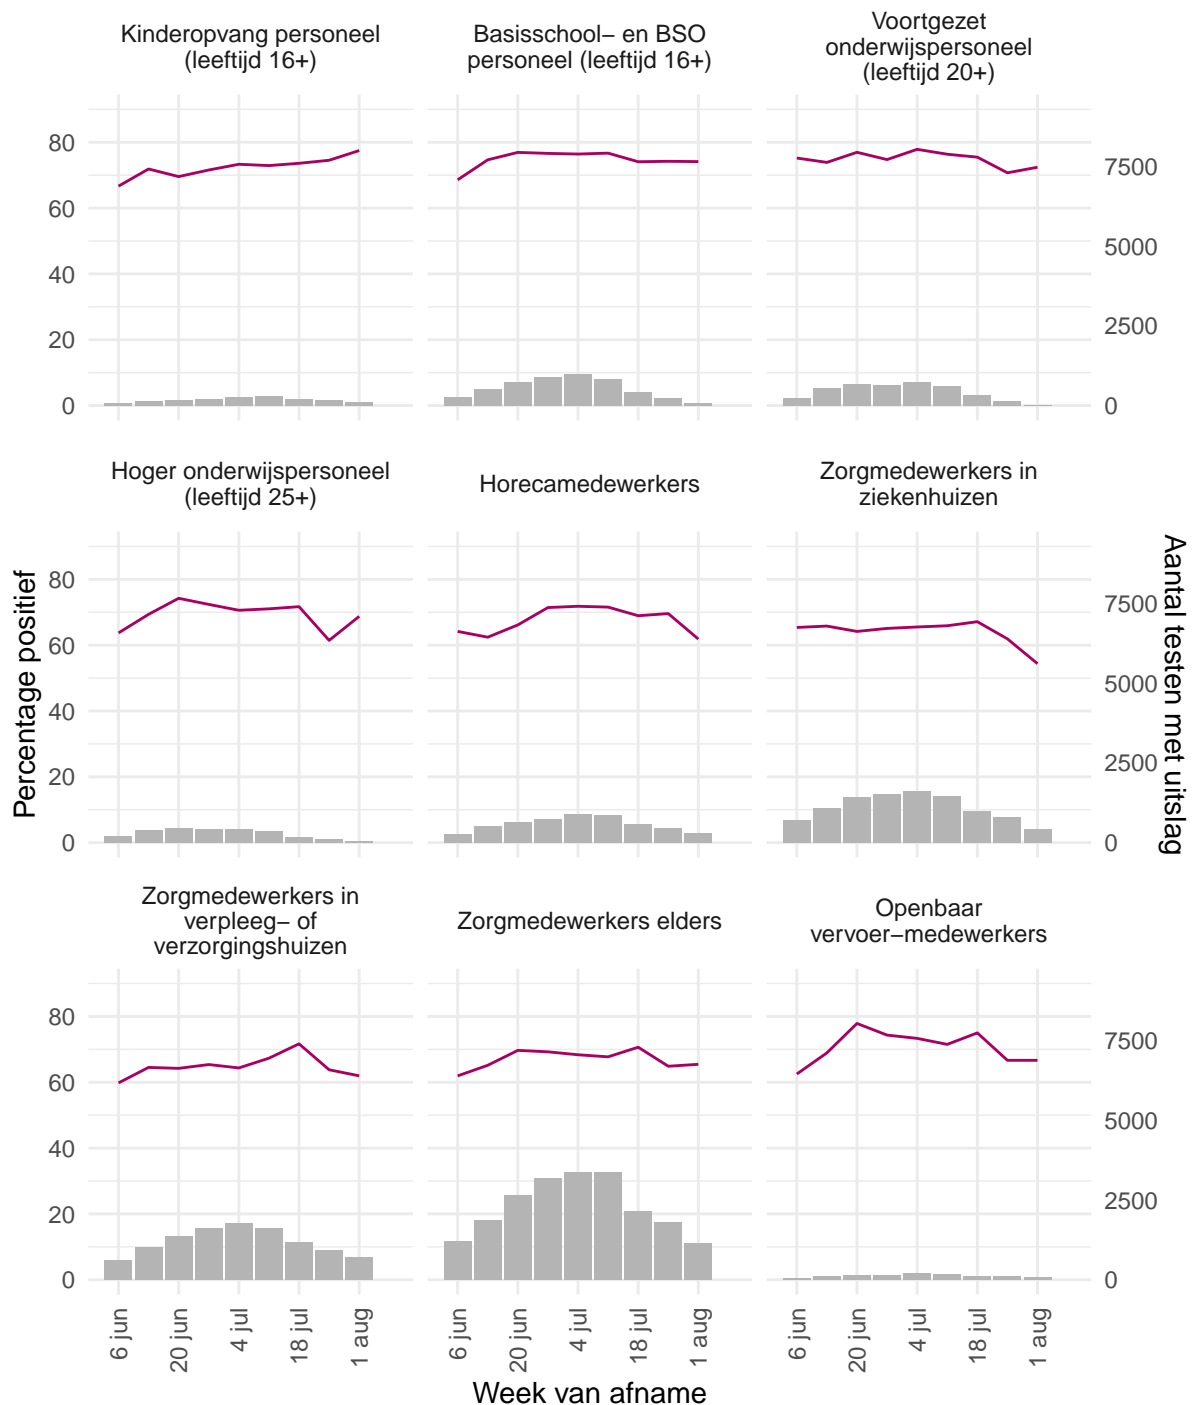 Kinderopvang personeel
(leeftijd 16+)
Basisschool− en BSO
personeel (leeftijd 16+)
Voortgezet
onderwijspersoneel
(leeftijd 20+)
80
60
40
20
0
7500
5000
2500
0
Hoger onderwijspersoneel
(leeftijd 25+)
Horecamedewerkers
Zorgmedewerkers in
ziekenhuizen
80
60
40
20
0
7500
5000
2500
0
Percentage positief
Aantal testen met uitslag
Zorgmedewerkers in
verpleeg− of
verzorgingshuizen
Zorgmedewerkers elders
Openbaar
vervoer−medewerkers
80
60
40
20
0
7500
5000
2500
0
6 jun
20 jun
4 jul
18 jul
1 aug
6 jun
20 jun
4 jul
18 jul
1 aug
6 jun
20 jun
4 jul
18 jul
1 aug
Week van afname